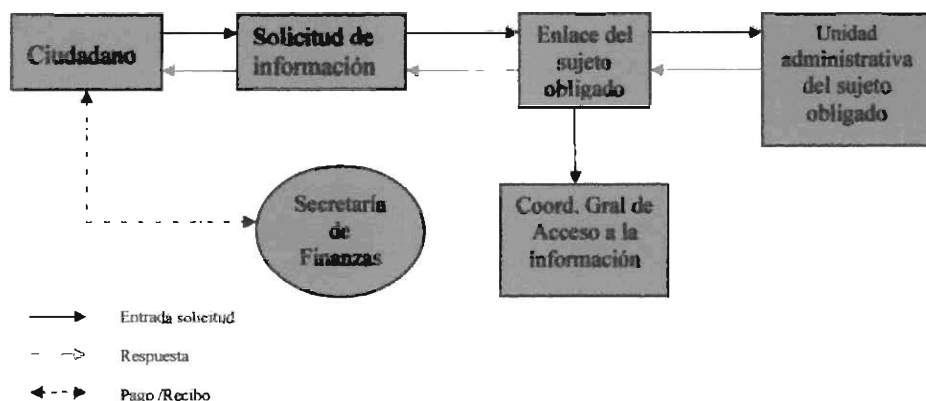 Ciudadano
Solicitud de
información
Enlace del
sujeto
obligado
Unidad
administrativa
del sujeto
obligado
Secretaría
de
Finanzas
Coord. Gral de
Acceso a la
información
Entrada solicitud
Respuesta
Pago /Recibo